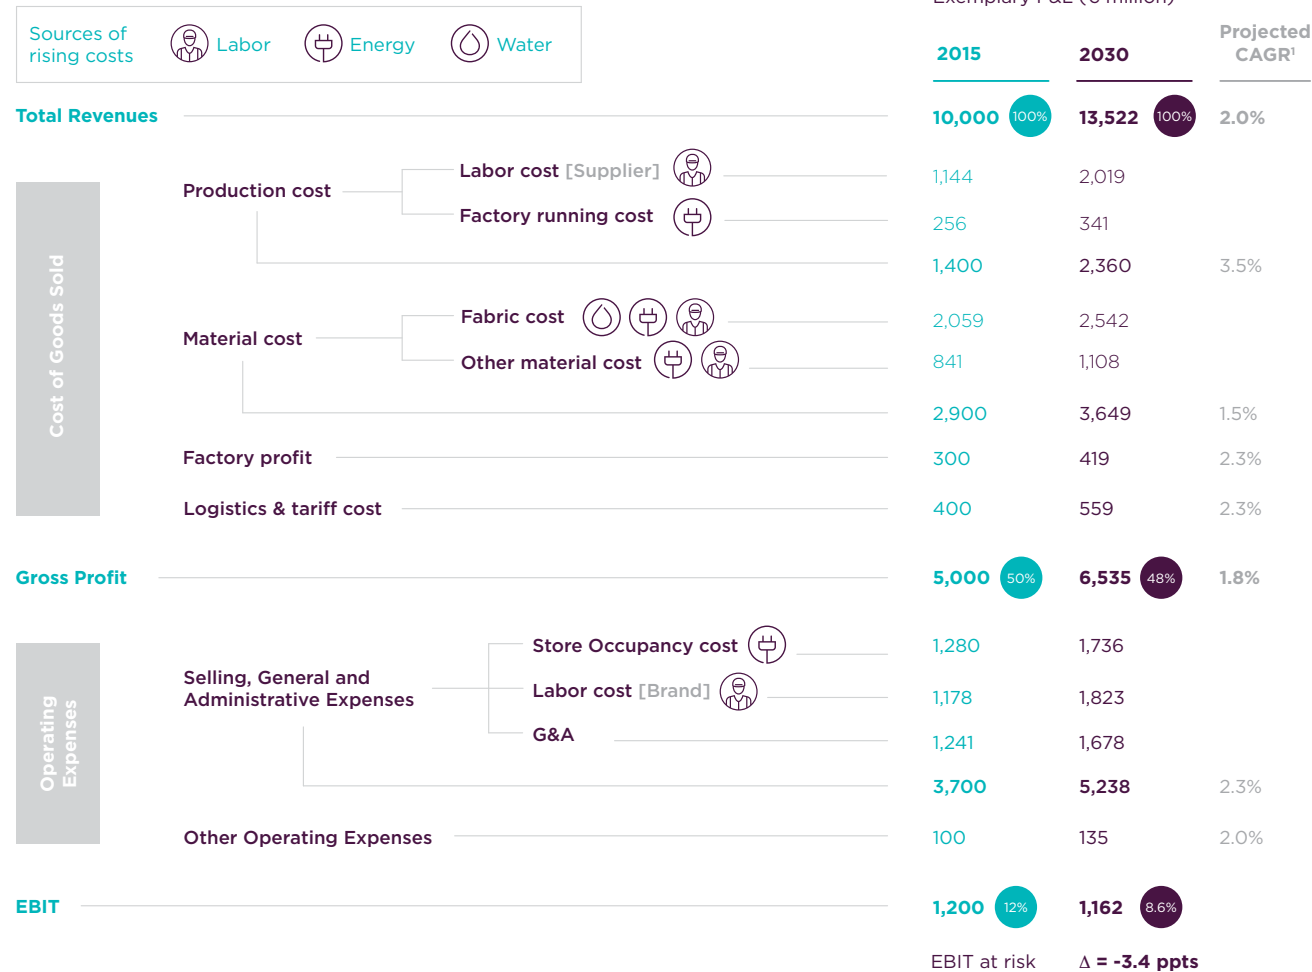 Exemplary P&L (€ million)
Sources of
rising costs
Labor
Energy
Water
2015
2030
Projected
CAGR¹
Total Revenues 10,000 100% 13,522 100% 2.0%
Cost of Goods Sold
Production cost
Labor cost [Supplier] 1,144 2,019
Factory running cost 256 341
1,400 2,360 3.5%
Material cost
Fabric cost 2,059 2,542
Other material cost 841 1,108
2,900 3,649 1.5%
Factory profit 300 419 2.3%
Logistics & tariff cost 400 559 2.3%
Gross Profit 5,000 50% 6,535 48% 1.8%
Operating
Expenses
Selling, General and
Administrative Expenses
Store Occupancy cost 1,280 1,736
Labor cost [Brand] 1,178 1,823
G&A 1,241 1,678
3,700 5,238 2.3%
Other Operating Expenses 100 135 2.0%
EBIT 1,200 12% 1,162 8.6%
EBIT at risk Δ = -3.4 ppts